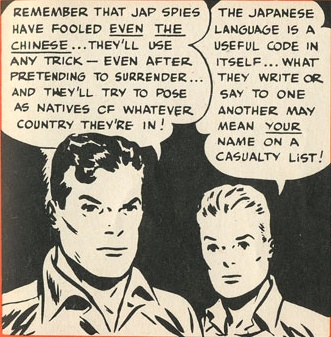 REMEMBER THAT JAP SPIES
HAVE FOOLED EVEN THE
CHINESE...THEY'LL USE
ANY TRICK — EVEN AFTER
PRETENDING TO SURRENDER...
AND THEY'LL TRY TO POSE
AS NATIVES OF WHATEVER
COUNTRY THEY'RE IN!
THE JAPANESE
LANGUAGE IS A
USEFUL CODE IN
ITSELF...WHAT
THEY WRITE OR
SAY TO ONE
ANOTHER MAY
MEAN YOUR
NAME ON A
CASUALTY LIST!